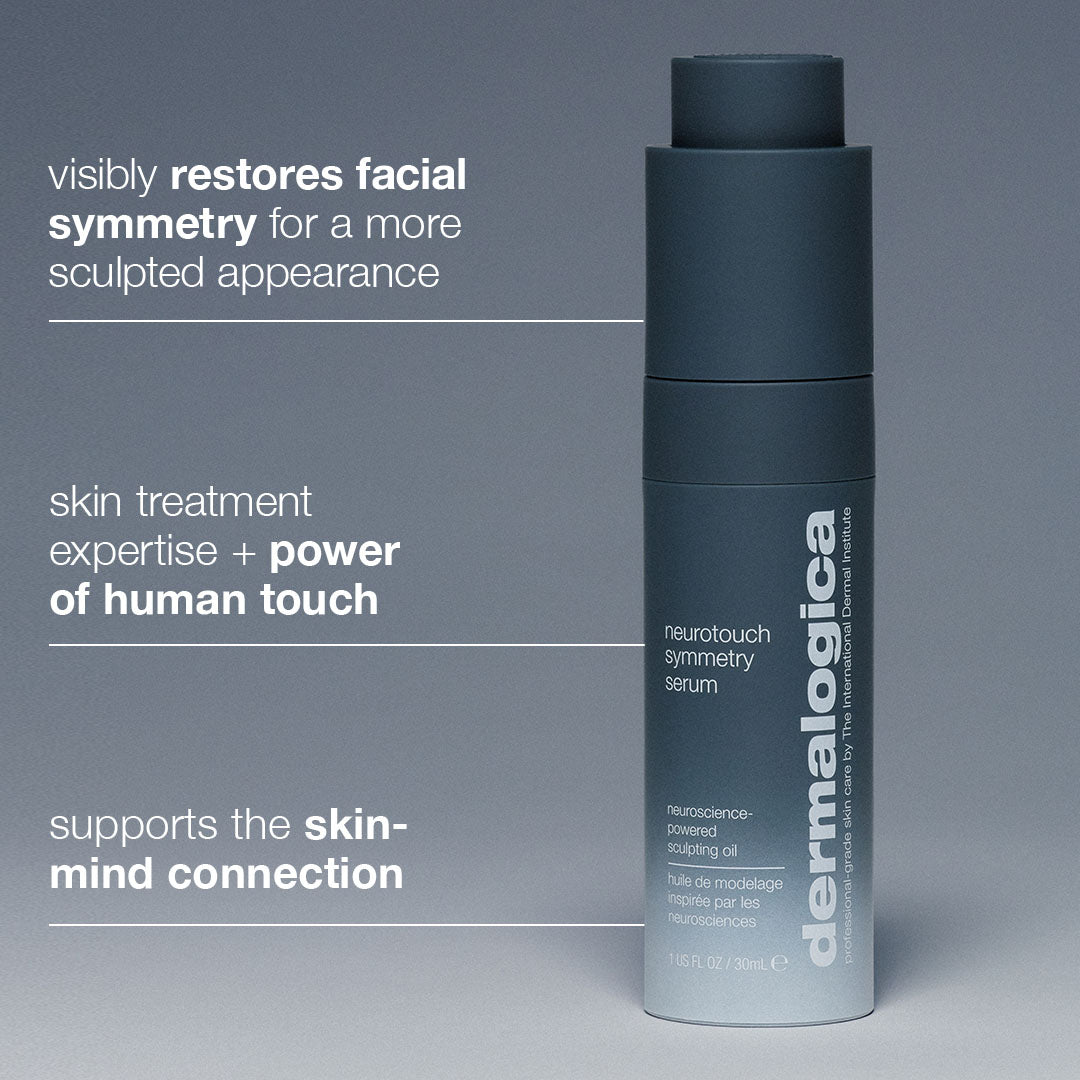 visibly restores facial
symmetry for a more
sculpted appearance
skin treatment
expertise + power
of human touch
supports the skin-
mind connection
neurotouch
symmetry
serum
neuroscience-
powered
sculpting oil
huile de modelage
inspirée par les
neurosciences
1 US FL OZ / 30mL ℮
dermalogica
professional-grade skin care by The International Dermal Institute